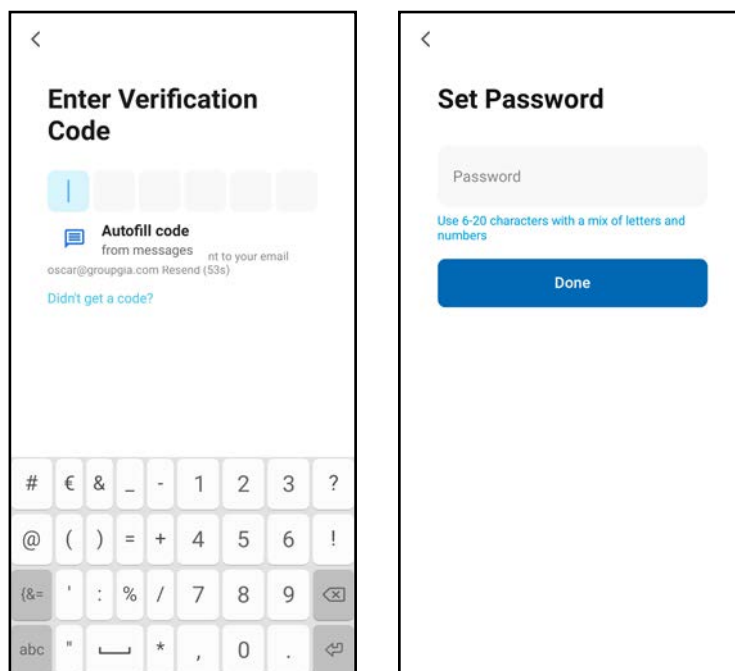 Enter Verification
Code
Autofill code
from messages
nt to your email
oscar@groupgia.com Resend (53s)
Didn't get a code?
# € & _ - 1 2 3 ?
@ ( ) = + 4 5 6 !
{&= ' : % / 7 8 9
abc " * , 0 .
Set Password
Password
Use 6-20 characters with a mix of letters and
numbers
Done